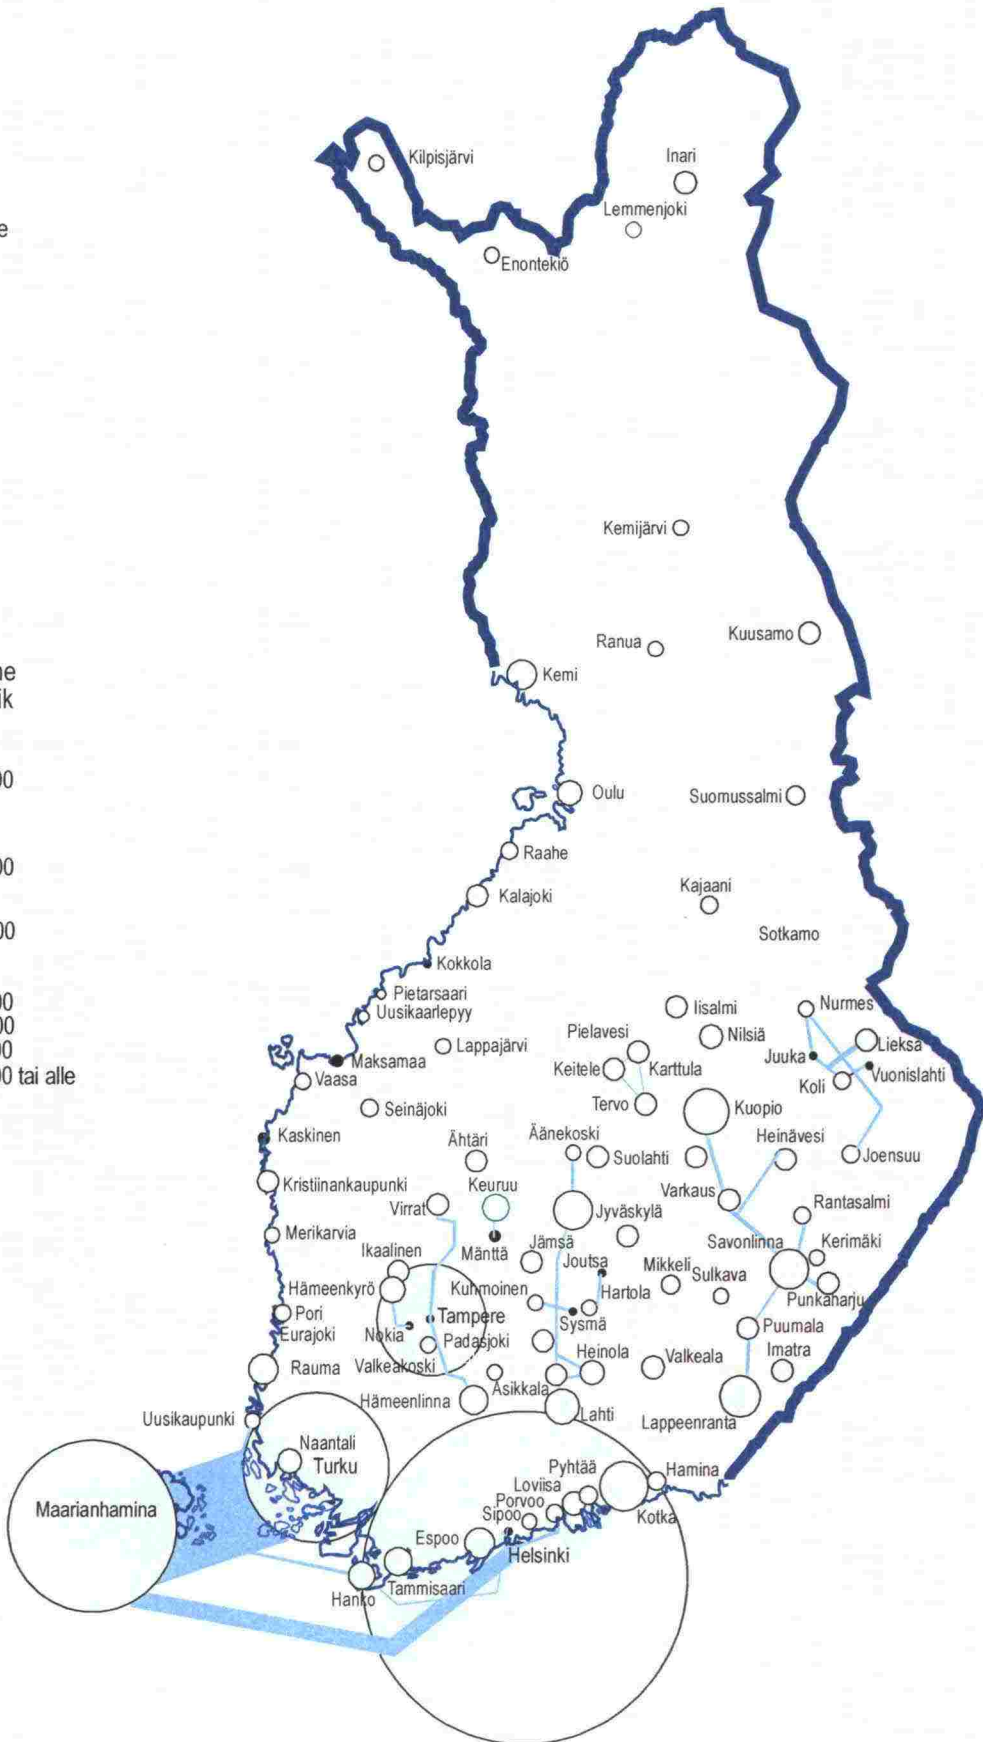 Kilpisjärvi
Inari
Lemmenjoki
Enontekiö
Kemijärvi
Ranua
Kuusamo
Kemi
Oulu
Suomussalmi
Raahe
Kalajoki
Kajaani
Sotkamo
Kokkola
Pietarsaari
Uusikaarlepyy
Iisalmi
Nurmes
Pielavesi
Nilsiä
Lieksa
Lappajärvi
Maksamaa
Keitele
Karttula
Juuka
Vuonislahti
Koli
Vaasa
Seinäjoki
Tervo
Kuopio
Kaskinen
Ähtäri
Äänekoski
Suolahti
Heinävesi
Joensuu
Kristiinankaupunki
Keuruu
Varkaus
Virrat
Jyväskylä
Rantasalmi
Merikarvia
Mänttä
Jämsä
Savonlinna
Kerimäki
Ikaalinen
Joutsa
Mikkeli
Hämeenkyrö
Kuhmoinen
Hartola
Sulkava
Punkaharju
Pori
Tampere
Sysmä
Puumala
Eurajoki
Nokia
Padasjoki
Valkeakoski
Heinola
Valkeala
Imatra
Rauma
Asikkala
Hämeenlinna
Lahti
Lappeenranta
Uusikaupunki
Naantali
Turku
Pyhtää
Hamina
Maarianhamina
Loviisa
Porvoo
Sipoo
Kotka
Espoo
Helsinki
Tammisaari
Hanko
tai alle